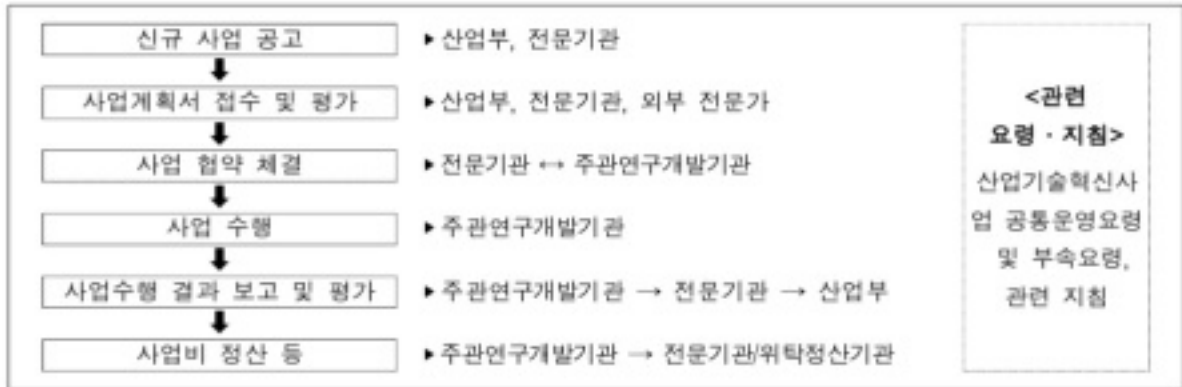 신규 사업 공고
▶산업부, 전문기관
사업계획서 접수 및 평가
▶산업부, 전문기관, 외부 전문가
사업 협약 체결
▶전문기관 ↔ 주관연구개발기관
사업 수행
▶주관연구개발기관
사업수행 결과 보고 및 평가
▶주관연구개발기관 → 전문기관 → 산업부
사업비 정산 등
▶주관연구개발기관 → 전문기관/위탁정산기관
<관련
요령ㆍ지침>
산업기술혁신사
업 공통운영요령
및 부속요령,
관련 지침